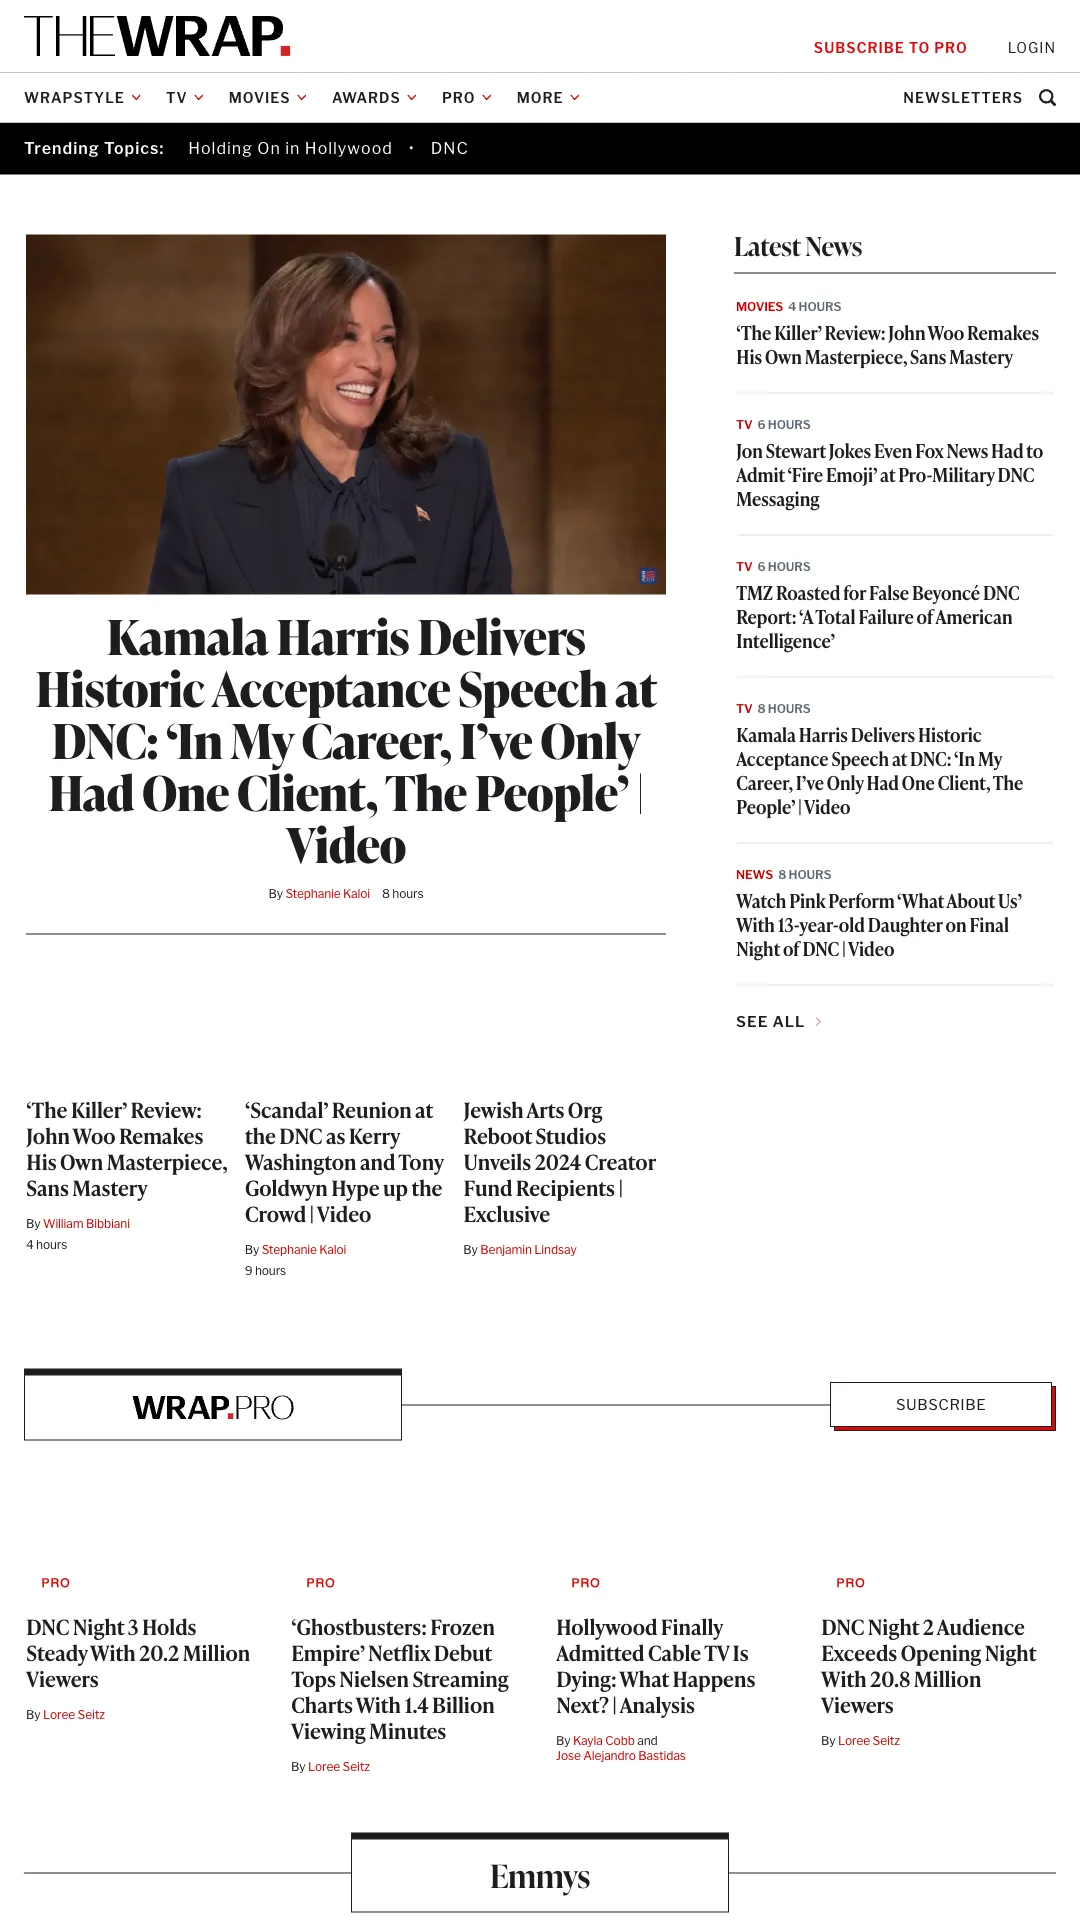 THEWRAP.
SUBSCRIBE TO PRO
LOGIN
WRAPSTYLE
TV
MOVIES
AWARDS
PRO
MORE
NEWSLETTERS
Trending Topics:
Holding On in Hollywood
•
DNC
Kamala Harris Delivers
Historic Acceptance Speech at
DNC: ‘In My Career, I’ve Only
Had One Client, The People’ |
Video
By Stephanie Kaloi 8 hours
Latest News
MOVIES 4 HOURS
‘The Killer’ Review: John Woo Remakes
His Own Masterpiece, Sans Mastery
TV 6 HOURS
Jon Stewart Jokes Even Fox News Had to
Admit ‘Fire Emoji’ at Pro-Military DNC
Messaging
TV 6 HOURS
TMZ Roasted for False Beyoncé DNC
Report: ‘A Total Failure of American
Intelligence’
TV 8 HOURS
Kamala Harris Delivers Historic
Acceptance Speech at DNC: ‘In My
Career, I’ve Only Had One Client, The
People’ | Video
NEWS 8 HOURS
Watch Pink Perform ‘What About Us’
With 13-year-old Daughter on Final
Night of DNC | Video
SEE ALL
‘The Killer’ Review:
John Woo Remakes
His Own Masterpiece,
Sans Mastery
By William Bibbiani
4 hours
‘Scandal’ Reunion at
the DNC as Kerry
Washington and Tony
Goldwyn Hype up the
Crowd | Video
By Stephanie Kaloi
9 hours
Jewish Arts Org
Reboot Studios
Unveils 2024 Creator
Fund Recipients |
Exclusive
By Benjamin Lindsay
WRAP.PRO
SUBSCRIBE
PRO
DNC Night 3 Holds
Steady With 20.2 Million
Viewers
By Loree Seitz
PRO
‘Ghostbusters: Frozen
Empire’ Netflix Debut
Tops Nielsen Streaming
Charts With 1.4 Billion
Viewing Minutes
By Loree Seitz
PRO
Hollywood Finally
Admitted Cable TV Is
Dying: What Happens
Next? | Analysis
By Kayla Cobb and
Jose Alejandro Bastidas
PRO
DNC Night 2 Audience
Exceeds Opening Night
With 20.8 Million
Viewers
By Loree Seitz
Emmys